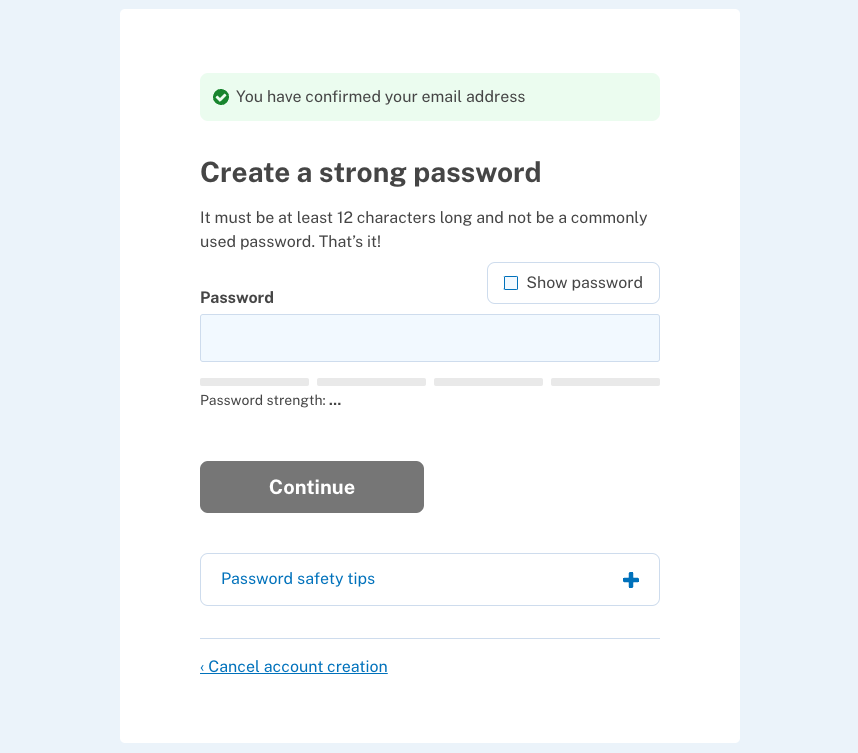 You have confirmed your email address
Create a strong password
It must be at least 12 characters long and not be a commonly
used password. That’s it!
Show password
Password
Password strength: ...
Continue
Password safety tips
‹ Cancel account creation